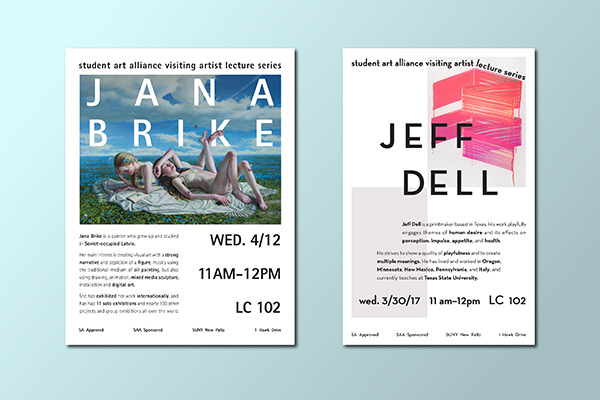 student art alliance visiting artist lecture series
JANA
BRIKE
Jana Brike is a painter who grew up and studied
in Soviet-occupied Latvia.
Her main interest is creating visual art with a strong
narrative and depiction of a figure; mostly using
the traditional medium of oil painting, but also
using drawing, animation, mixed media sculpture,
installation and digital art.
She has exhibited her work internationally, and
has had 11 solo exhibitions and nearly 100 other
projects and group exhibitions all over the world.
WED. 4/12
11AM–12PM
LC 102
SA Approved SAA Sponsored SUNY New Paltz 1 Hawk Drive
student art alliance visiting artist lecture series
JEFF
DELL
Jeff Dell is a printmaker based in Texas. His work playfully
engages themes of human desire and its effects on
perception, impulse, appetite, and health.
He strives to show a quality of playfulness and to create
multiple meanings. He has lived and worked in Oregon,
Minnesota, New Mexico, Pennsylvania, and Italy, and
currently teaches at Texas State University.
wed. 3/30/17 11 am–12pm LC 102
SA Approved SAA Sponsored SUNY New Paltz 1 Hawk Drive